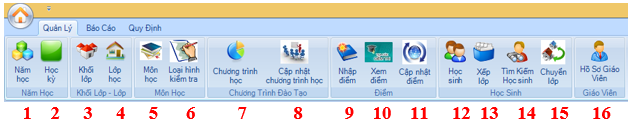 Quản Lý Báo Cáo Quy Định
Năm học Học kỳ Khối Lớp Lớp học Môn học Loại hình kiểm tra Chương trình học Cập nhật chương trình học Nhập điểm Xem điểm Cập nhật điểm Học sinh Xếp lớp Tìm Kiếm Học sinh Chuyển lớp Hồ Sơ Giáo Viên
Năm Học Khối Lớp - Lớp Môn Học Chương Trình Đào Tạo Điểm Học Sinh Giáo Viên
1 2 3 4 5 6 7 8 9 10 11 12 13 14 15 16